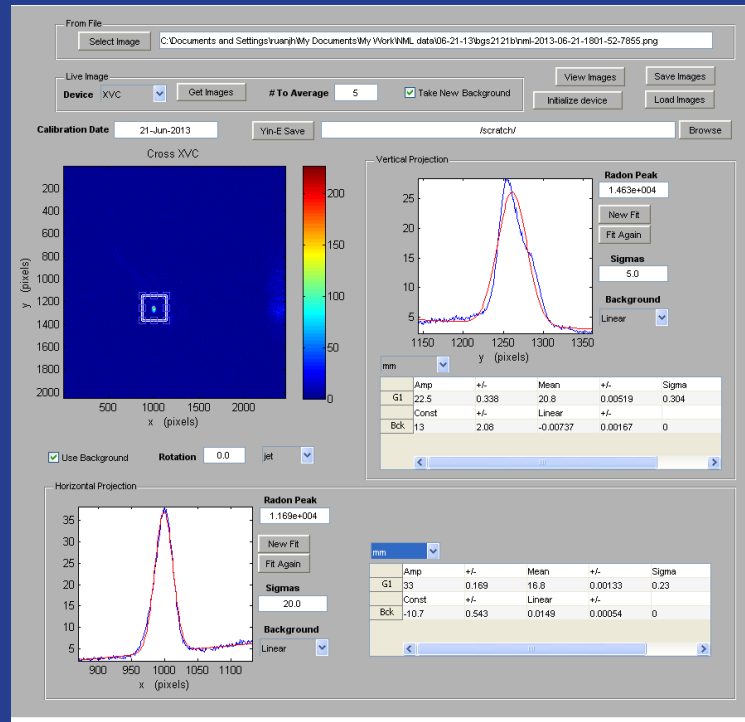 From File
Select Image C:\Documents and Settings\ruanjh\My Documents\My Work\NML data\06-21-13\bgs2121b\nml-2013-06-21-1801-52-7855.png
Live Image
Device XVC Get Images # To Average 5 Take New Background
View Images Save Images
Initialize device Load Images
Calibration Date 21-Jun-2013 Yin-E Save /scratch/ Browse
Cross XVC
200
400
600
800
1000
1200
1400
1600
1800
2000
y (pixels)
500 1000 1500 2000
x (pixels)
200
150
100
50
0
Use Background Rotation 0.0 jet
Vertical Projection
25
20
15
10
5
1150 1200 1250 1300 1350
y (pixels)
Radon Peak
1.463e+004
New Fit
Fit Again
Sigmas
5.0
Background
Linear
mm
Amp +/- Mean +/- Sigma
G1 22.5 0.338 20.8 0.00519 0.304
Const +/- Linear +/-
Bck 13 2.08 -0.00737 0.00167 0
Horizontal Projection
35
30
25
20
15
10
5
900 950 1000 1050 1100
x (pixels)
Radon Peak
1.169e+004
New Fit
Fit Again
Sigmas
20.0
Background
Linear
mm
Amp +/- Mean +/- Sigma
G1 33 0.169 16.8 0.00133 0.23
Const +/- Linear +/-
Bck -10.7 0.543 0.0149 0.00054 0